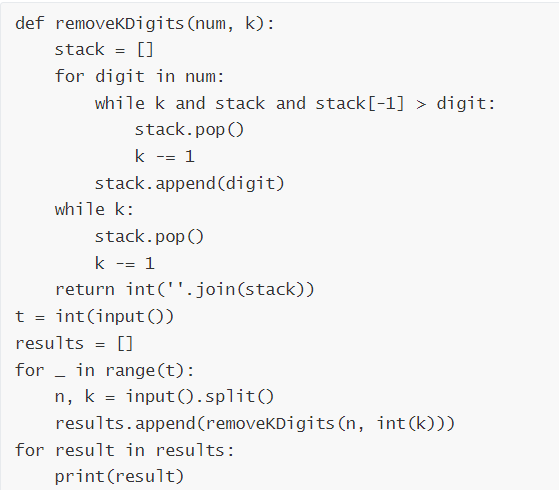 def removeKDigits(num, k):
    stack = []
    for digit in num:
        while k and stack and stack[-1] > digit:
            stack.pop()
            k -= 1
        stack.append(digit)
    while k:
        stack.pop()
        k -= 1
    return int(''.join(stack))
t = int(input())
results = []
for _ in range(t):
    n, k = input().split()
    results.append(removeKDigits(n, int(k)))
for result in results:
    print(result)